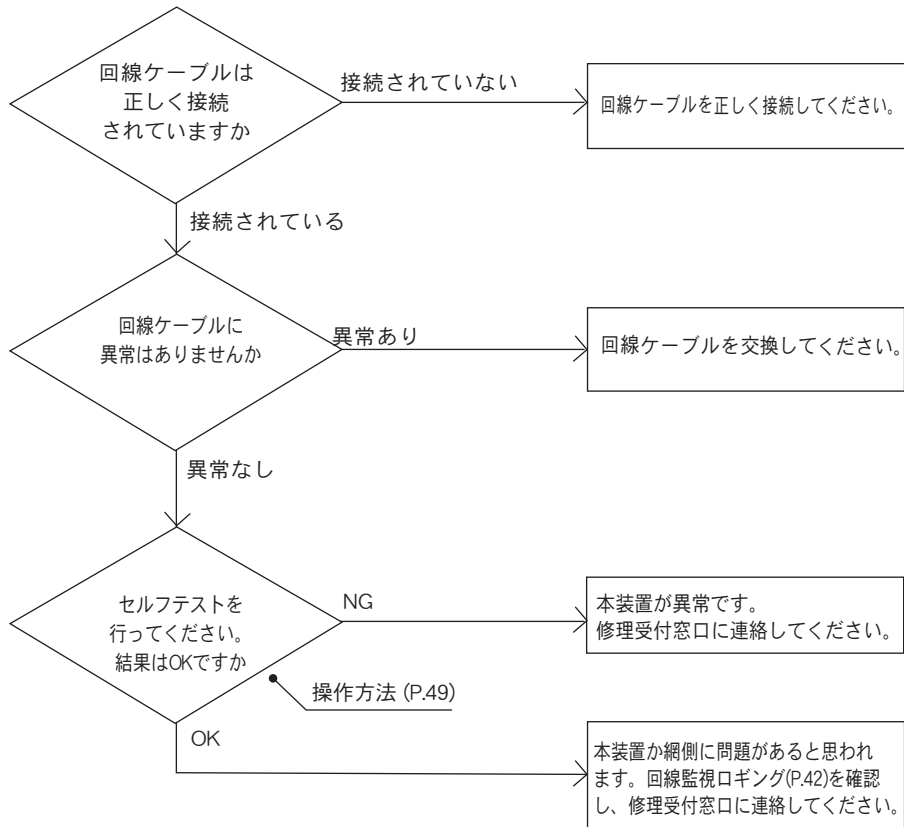 回線ケーブルは
正しく接続
されていますか
接続されていない
回線ケーブルを正しく接続してください。
接続されている
回線ケーブルに
異常はありませんか
異常あり
回線ケーブルを交換してください。
異常なし
セルフテストを
行ってください。
結果はOKですか
NG
本装置が異常です。
修理受付窓口に連絡してください。
操作方法 (P.49)
OK
本装置か網側に問題があると思われ
ます。回線監視ロギング(P.42)を確認
し、修理受付窓口に連絡してください。